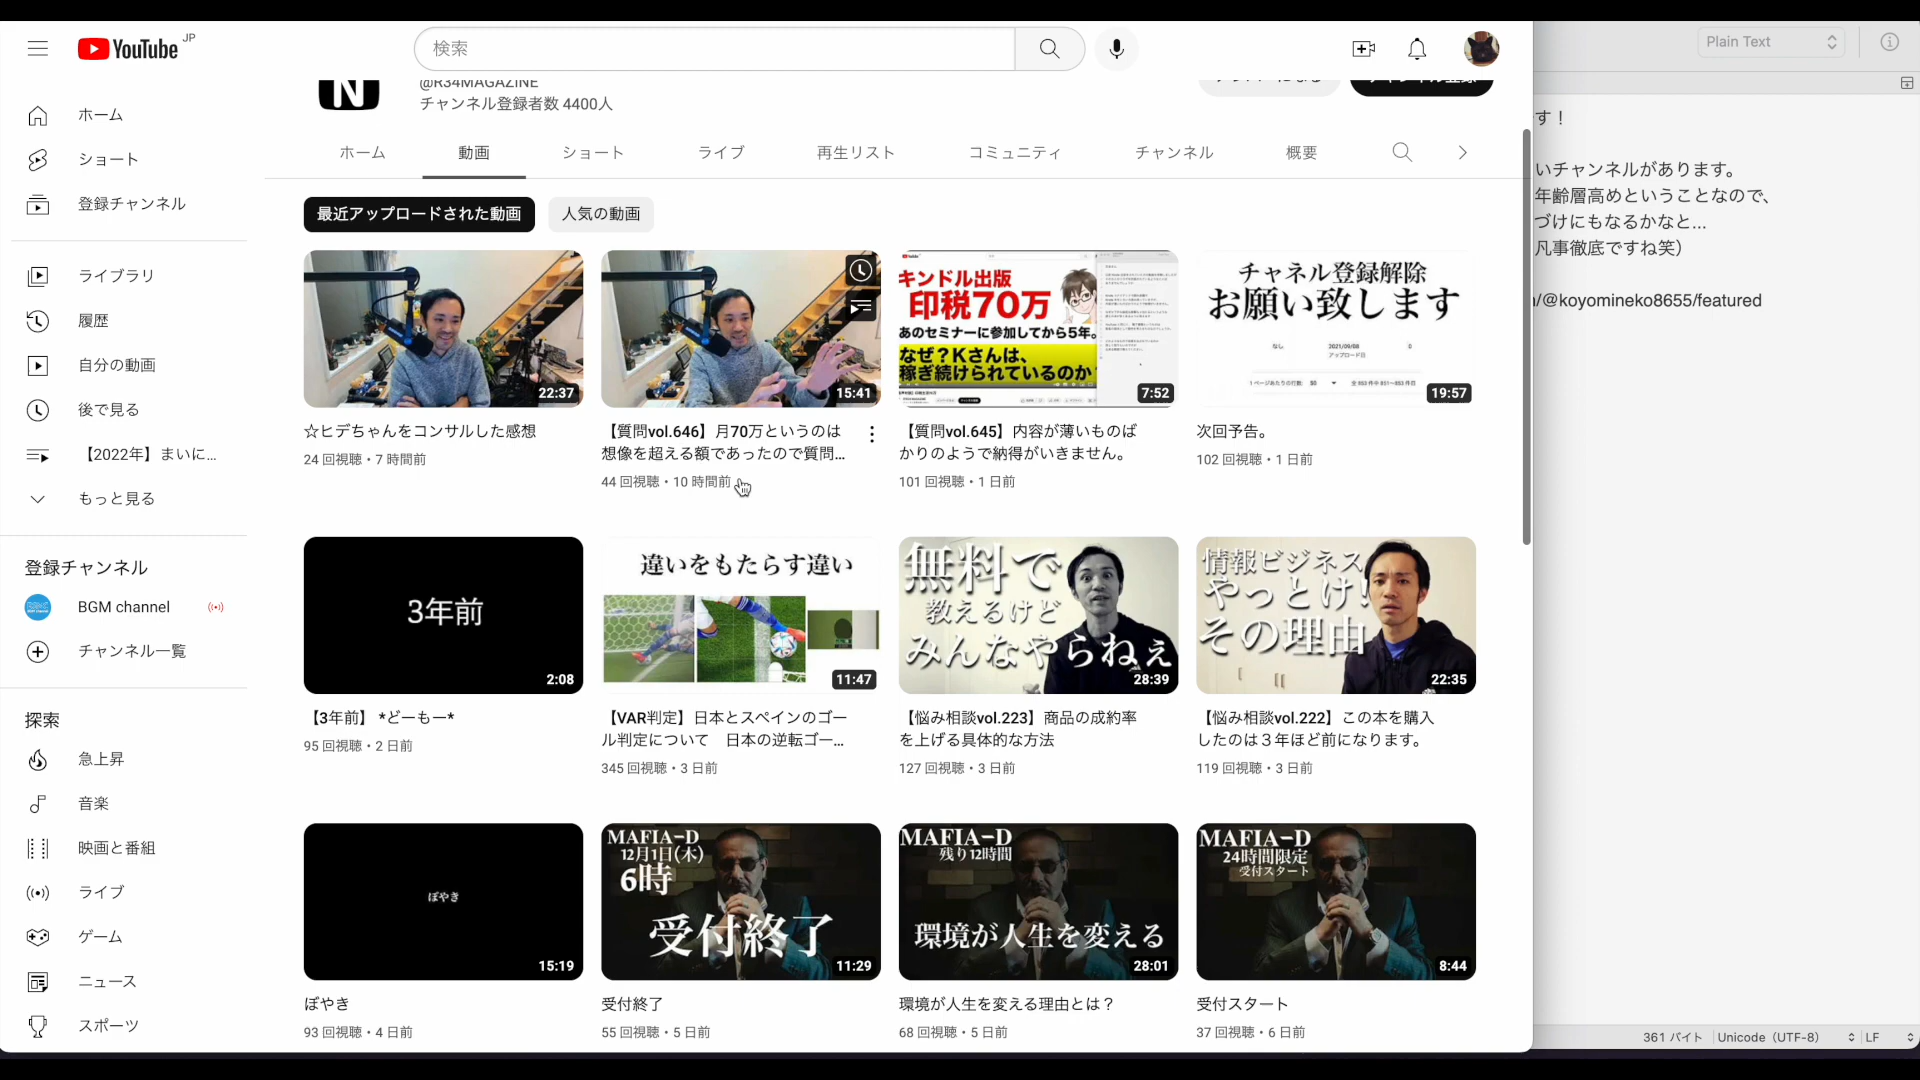 YouTube JP
検索
Plain Text
@R34MAGAZINE
チャンネル登録者数 4400人
ホーム
ショート
登録チャンネル
ライブラリ
履歴
自分の動画
後で見る
【2022年】まいに...
もっと見る
登録チャンネル
BGM channel
チャンネル一覧
探索
急上昇
音楽
映画と番組
ライブ
ゲーム
ニュース
スポーツ
ホーム 動画 ショート ライブ 再生リスト コミュニティ チャンネル 概要
最近アップロードされた動画 人気の動画
22:37
☆ヒデちゃんをコンサルした感想
24 回視聴・7 時間前
15:41
【質問vol.646】月70万というのは
想像を超える額であったので質問...
44 回視聴・10 時間前
キンドル出版
印税70万
あのセミナーに参加してから5年。
なぜ?Kさんは、
稼ぎ続けられているのか
7:52
【質問vol.645】内容が薄いものば
かりのようで納得がいきません。
101 回視聴・1 日前
チャネル登録解除
お願い致します
なし 2021/09/08 0
アップロード日
19:57
次回予告。
102 回視聴・1 日前
3年前
2:08
【3年前】 *どーもー*
95 回視聴・2 日前
違いをもたらす違い
11:47
【VAR判定】日本とスペインのゴー
ル判定について 日本の逆転ゴー...
345 回視聴・3 日前
無料で
教えるけど
みんなやらねぇ
28:39
【悩み相談vol.223】商品の成約率
を上げる具体的な方法
127 回視聴・3 日前
情報ビジネス
やっとけ!
その理由
22:35
【悩み相談vol.222】この本を購入
したのは３年ほど前になります。
119 回視聴・3 日前
ぼやき
15:19
ぼやき
93 回視聴・4 日前
MAFIA-D
12月1日(木)
6時
受付終了
11:29
受付終了
55 回視聴・5 日前
MAFIA-D
残り12時間
環境が人生を変える
28:01
環境が人生を変える理由とは？
68 回視聴・5 日前
MAFIA-D
24時間限定
受付スタート
8:44
受付スタート
37 回視聴・6 日前
す！
いチャンネルがあります。
年齢層高めということなので、
づけにもなるかなと...
凡事徹底ですね笑）
/@koyomineko8655/featured
361 バイト Unicode（UTF-8） LF